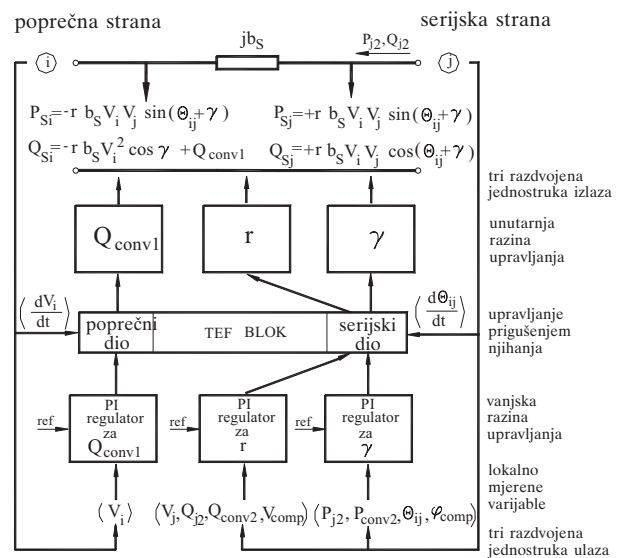 poprečna strana
serijska strana
jb_S
P_j2,Q_j2
i
j
P_Si=-r b_S V_i V_j sin(Θ_ij+γ)
P_Sj=+r b_S V_i V_j sin(Θ_ij+γ)
Q_Si=-r b_S V_i² cos γ +Q_conv1
Q_Sj=+r b_S V_i V_j cos(Θ_ij+γ)
tri razdvojena
jednostruka izlaza
Q_conv1
r
γ
unutarnja
razina
upravljanja
(dV_i/dt)
(dΘ_ij/dt)
poprečni
dio
TEF BLOK
serijski
dio
upravljanje
prigušenjem
njihanja
ref
PI
regulator
za
Q_conv1
ref
PI
regulator
za
r
ref
PI
regulator
za
γ
vanjska
razina
upravljanja
(V_i)
(V_j,Q_j2,Q_conv2,V_comp)
(P_j2,P_conv2,Θ_ij,φ_comp)
lokalno
mjerene
varijable
tri razdvojena
jednostruka ulaza